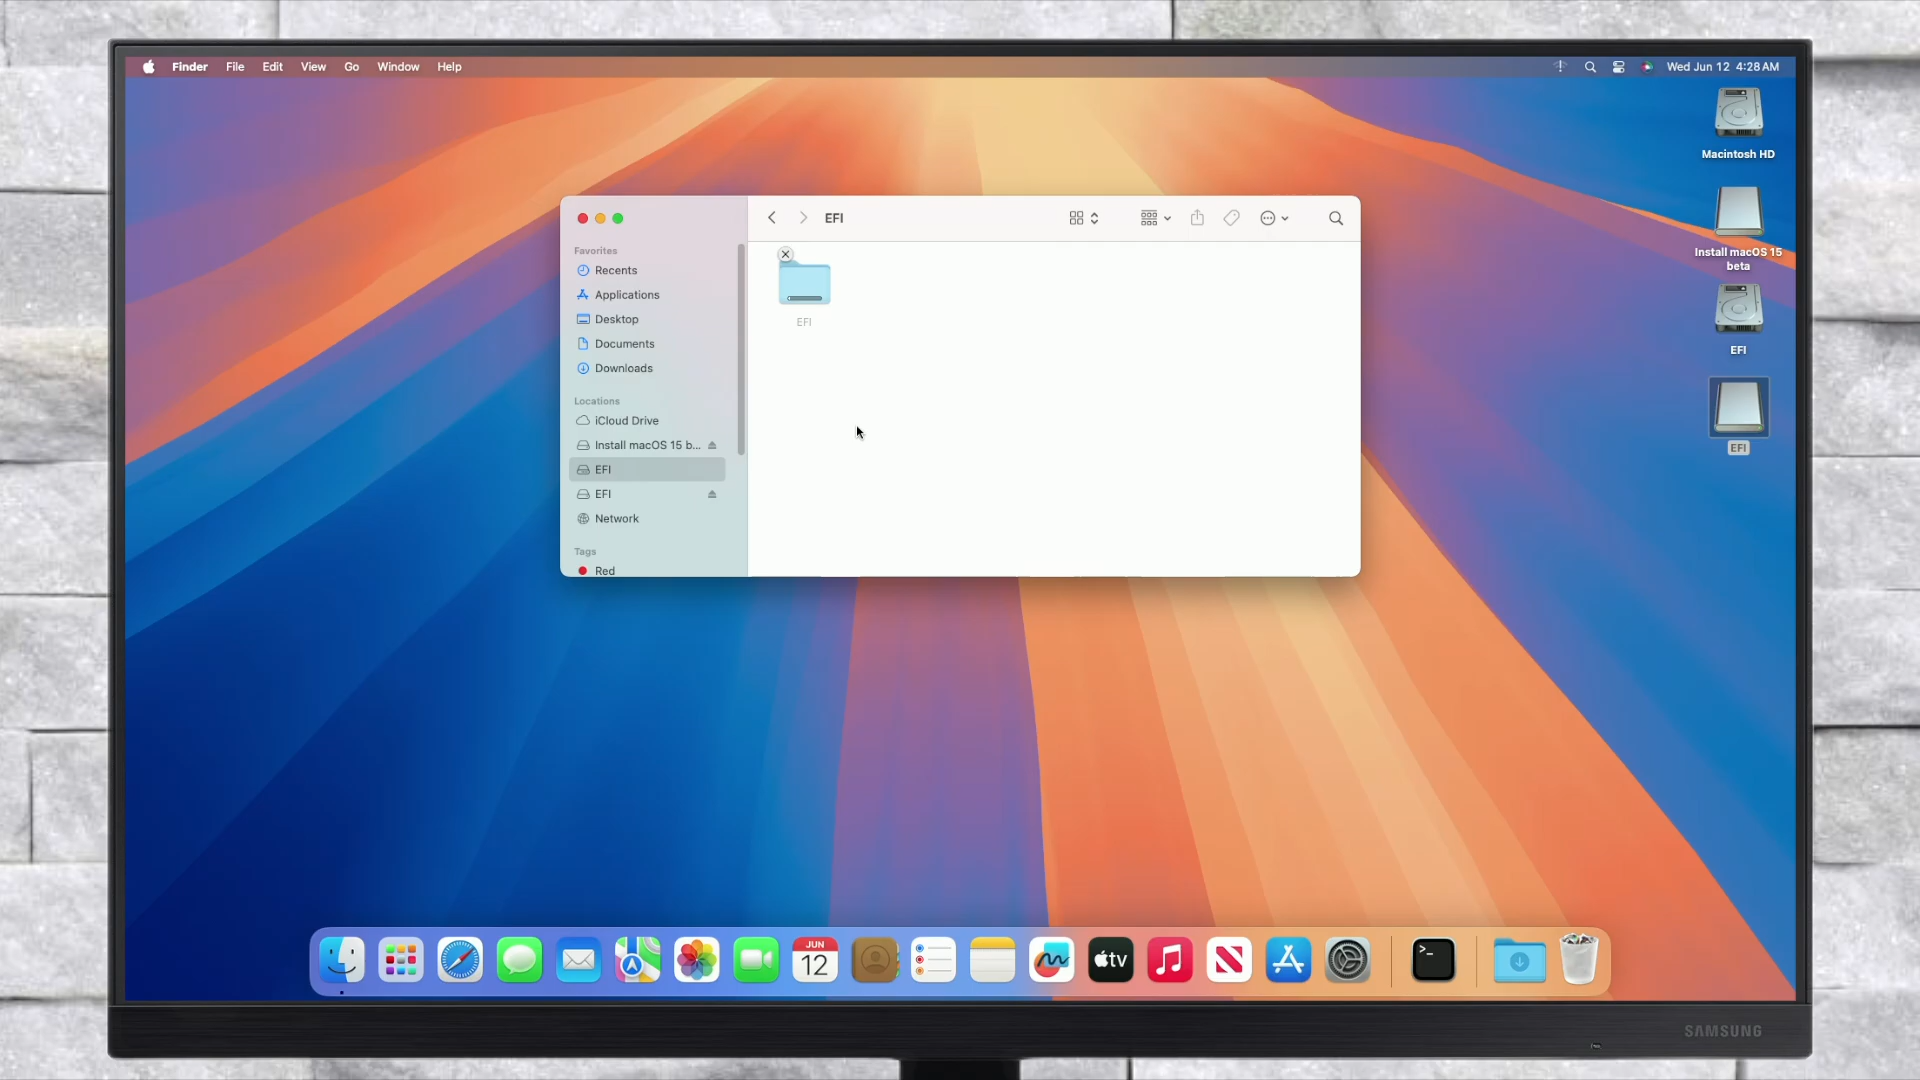 Finder File Edit View Go Window Help
Wed Jun 12 4:28 AM
Macintosh HD
Install macOS 15
beta
EFI
EFI
EFI
Favorites
Recents
Applications
Desktop
Documents
Downloads
Locations
iCloud Drive
Install macOS 15 b...
EFI
EFI
Network
Tags
Red
EFI
JUN
12
tv
>_
SAMSUNG